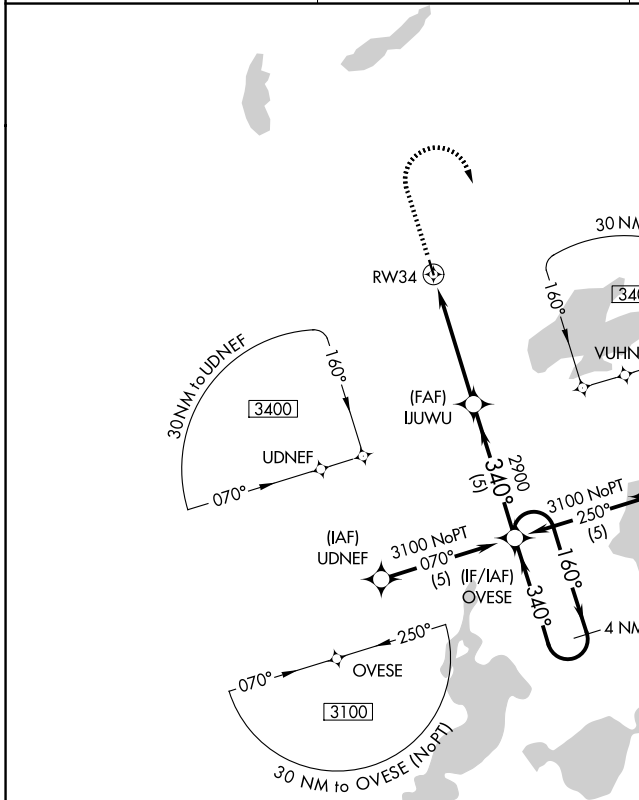 30 NM
RW34
160°
340
VUHN
30 NM to UDNEF
160°
3400
(FAF)
IJUWU
UDNEF
070°
2900
340°
(5)
3100 NoPT
250°
(5)
(IAF)
UDNEF
3100 NoPT
070°
(5)
(IF/IAF)
OVESE
160°
340°
4 NM
250°
070°
OVESE
3100
30 NM to OVESE (NoPT)